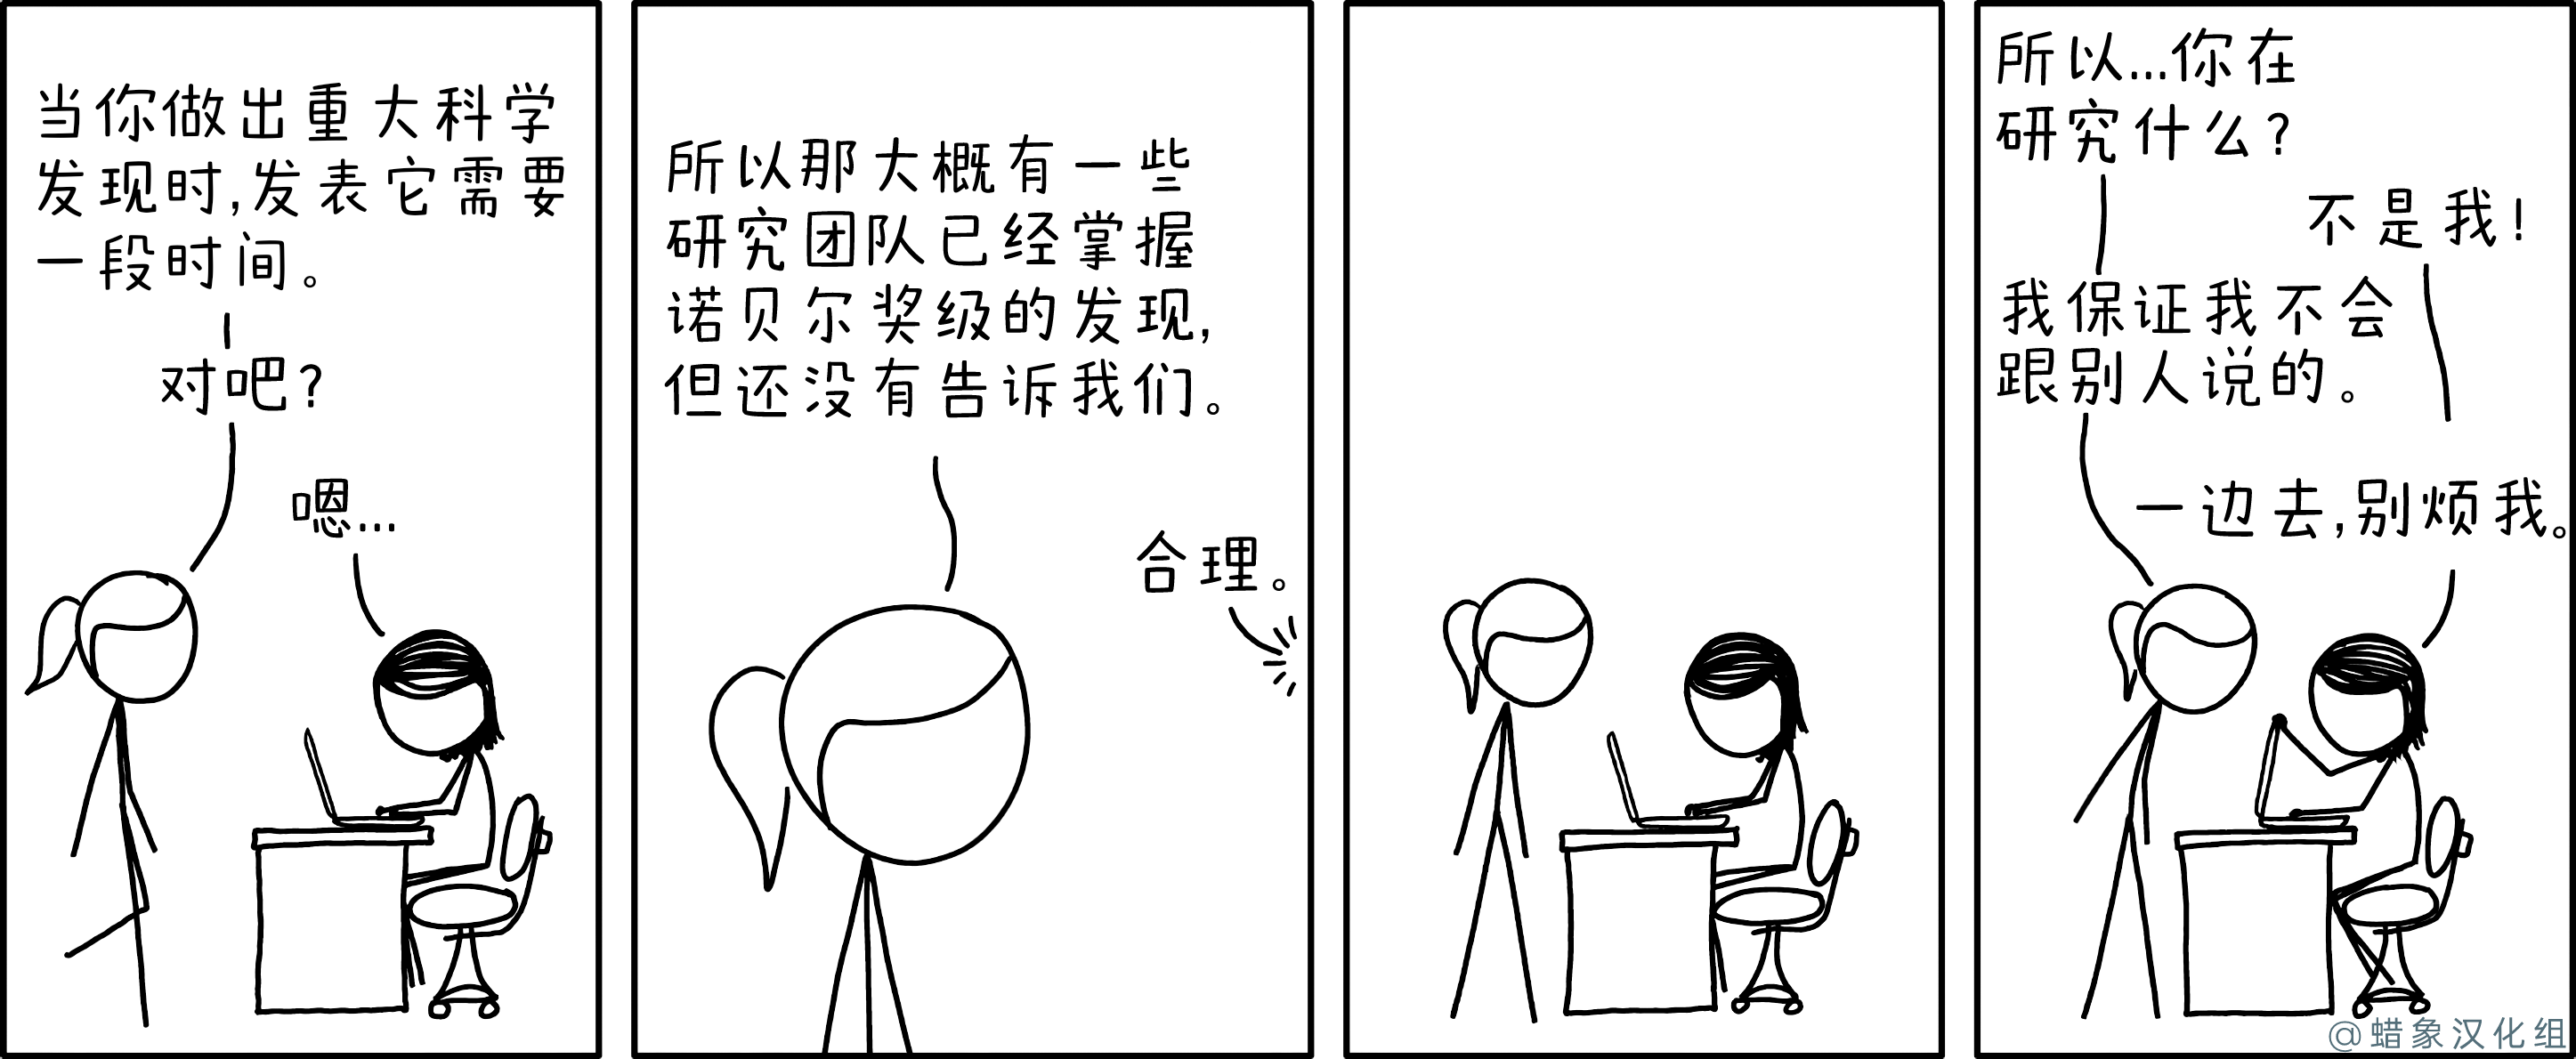 当你做出重大科学
发现时,发表它需要
一段时间。
对吧?
嗯...
所以那大概有一些
研究团队已经掌握
诺贝尔奖级的发现,
但还没有告诉我们。
合理。
所以...你在
研究什么?
不是我!
我保证我不会
跟别人说的。
一边去,别烦我。
@蜡象汉化组